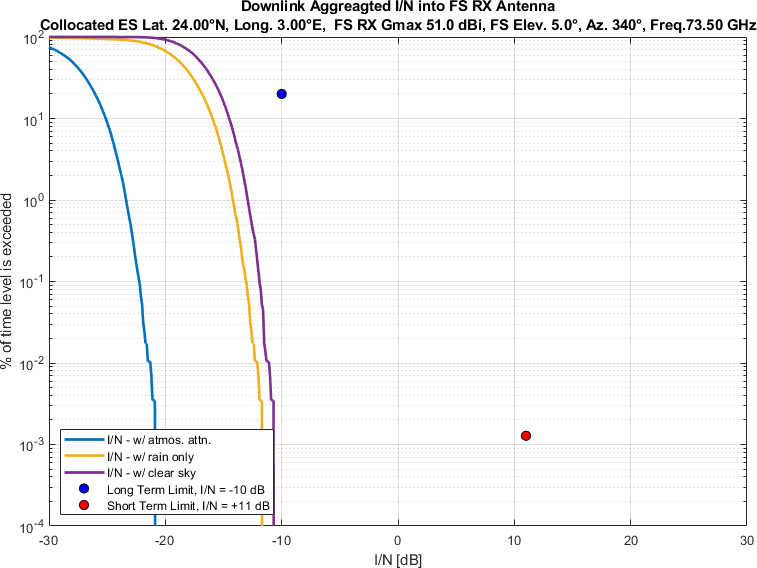 Downlink Aggreagted I/N into FS RX Antenna
Collocated ES Lat. 24.00°N, Long. 3.00°E, FS RX Gmax 51.0 dBi, FS Elev. 5.0°, Az. 340°, Freq.73.50 GHz
% of time level is exceeded
10^2
10^1
10^0
10^-1
10^-2
10^-3
10^-4
I/N - w/ atmos. attn.
I/N - w/ rain only
I/N - w/ clear sky
Long Term Limit, I/N = -10 dB
Short Term Limit, I/N = +11 dB
-30 -20 -10 0 10 20 30
I/N [dB]